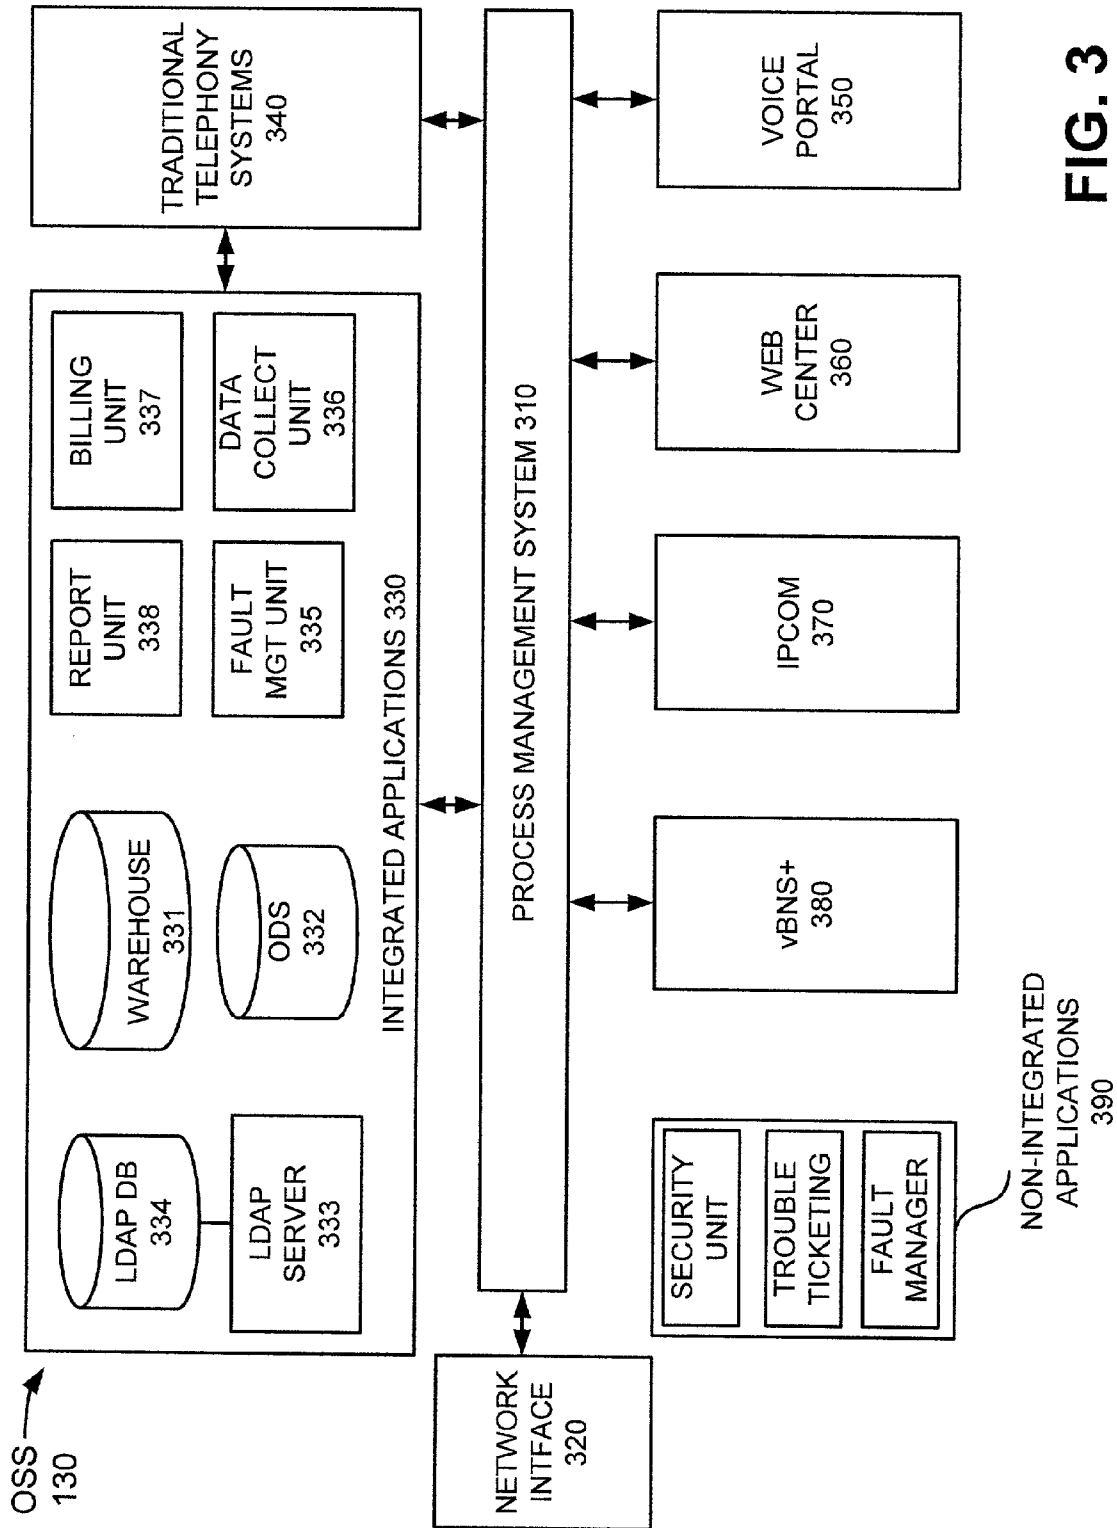 OSS
130
LDAP DB
334
LDAP
SERVER
333
WAREHOUSE
331
ODS
332
REPORT
UNIT
338
FAULT
MGT UNIT
335
BILLING
UNIT
337
DATA
COLLECT
UNIT
336
INTEGRATED APPLICATIONS 330
TRADITIONAL
TELEPHONY
SYSTEMS
340
NETWORK
INTFACE
320
PROCESS MANAGEMENT SYSTEM 310
SECURITY
UNIT
TROUBLE
TICKETING
FAULT
MANAGER
NON-INTEGRATED
APPLICATIONS
390
vBNS+
380
IPCOM
370
WEB
CENTER
360
VOICE
PORTAL
350
FIG. 3